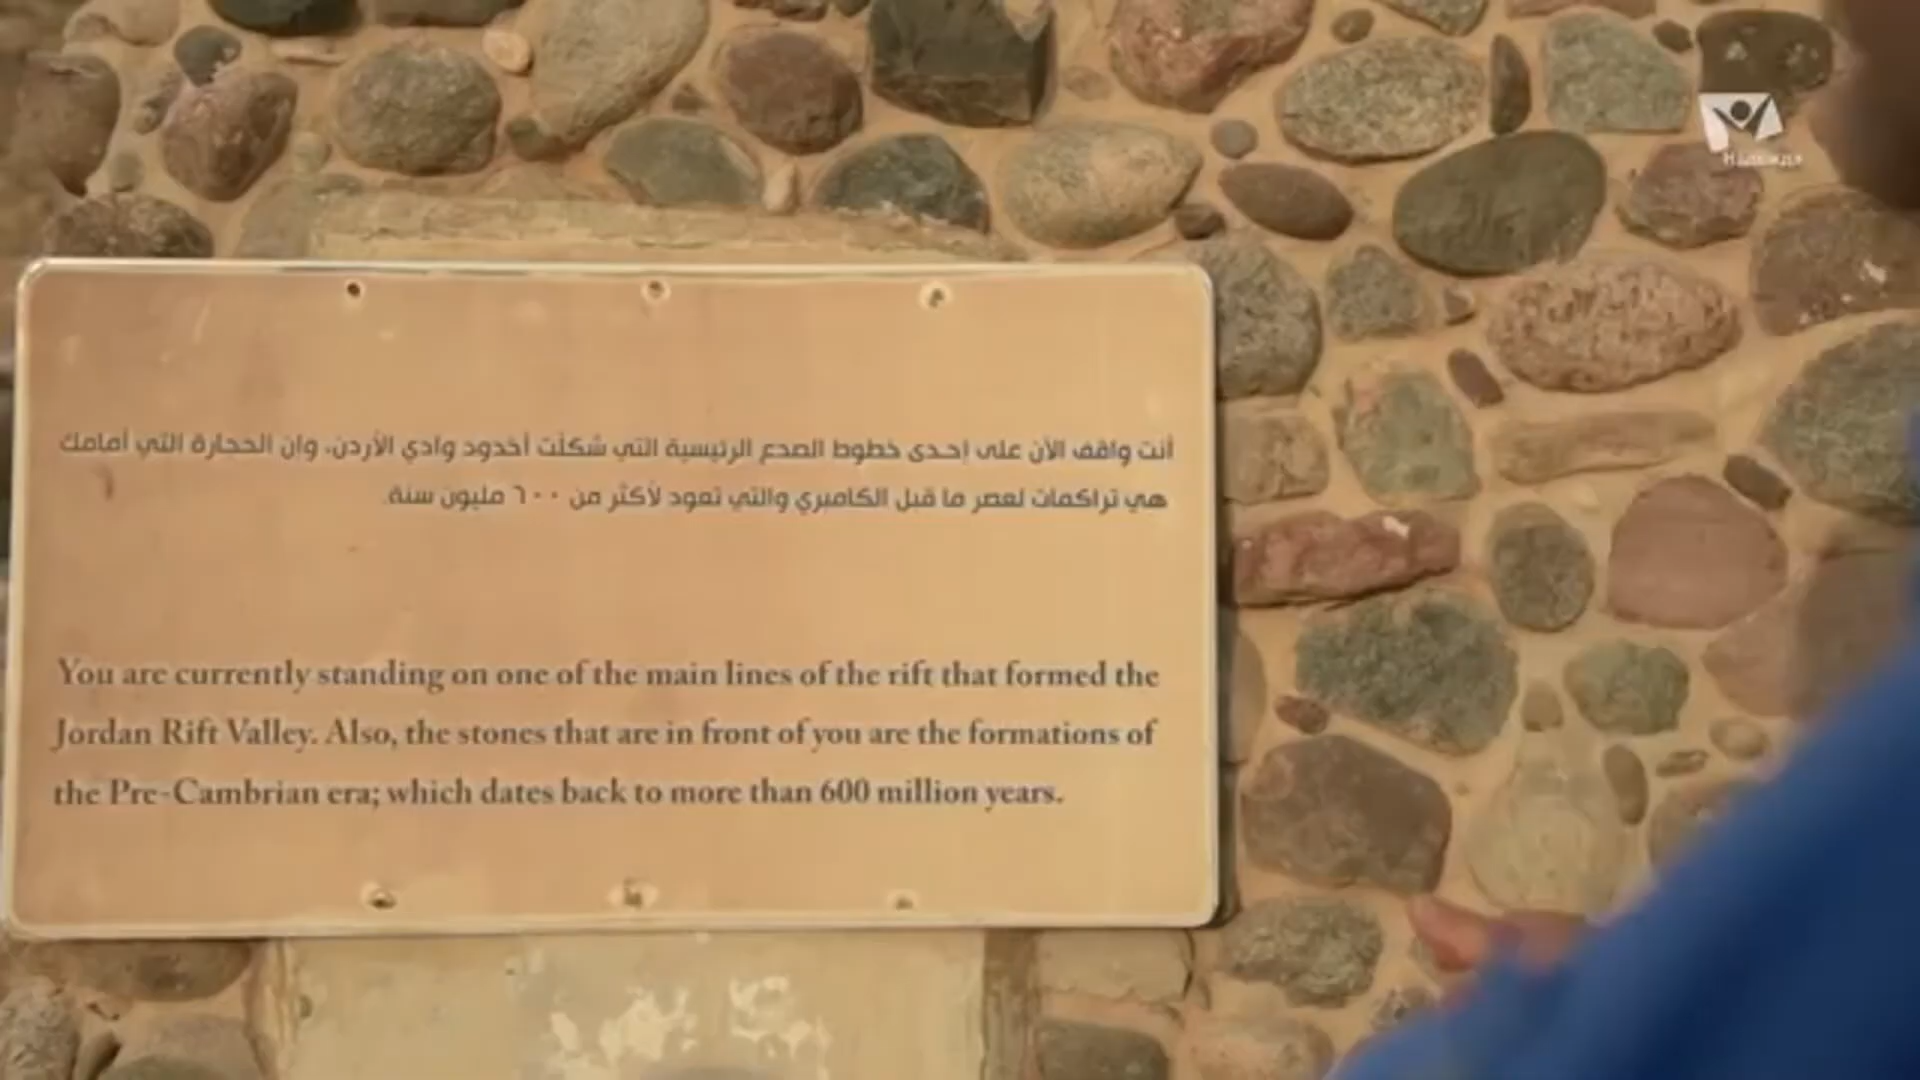 أنت واقف الآن على إحدى خطوط الصدع الرئيسية التي شكلت أخدود وادي الأردن، وان الحجارة التي أمامك
هي تراكمات لعصر ما قبل الكامبري والتي تعود لأكثر من ٦٠٠ مليون سنة.
You are currently standing on one of the main lines of the rift that formed the
Jordan Rift Valley. Also, the stones that are in front of you are the formations of
the Pre-Cambrian era; which dates back to more than 600 million years.
Надежда